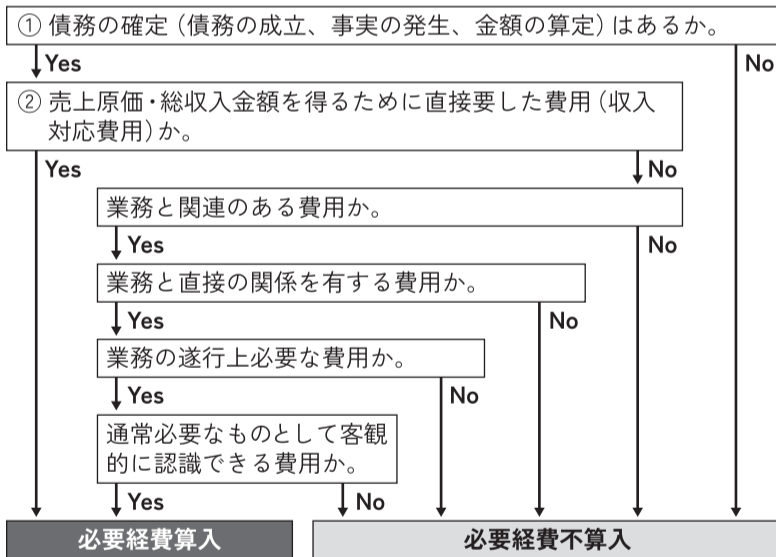 ① 債務の確定（債務の成立、事実の発生、金額の算定）はあるか。
Yes
No
② 売上原価・総収入金額を得るために直接要した費用（収入
対応費用）か。
Yes
No
業務と関連のある費用か。
Yes
No
業務と直接の関係を有する費用か。
Yes
No
業務の遂行上必要な費用か。
Yes
No
通常必要なものとして客観
的に認識できる費用か。
Yes
No
必要経費算入
必要経費不算入